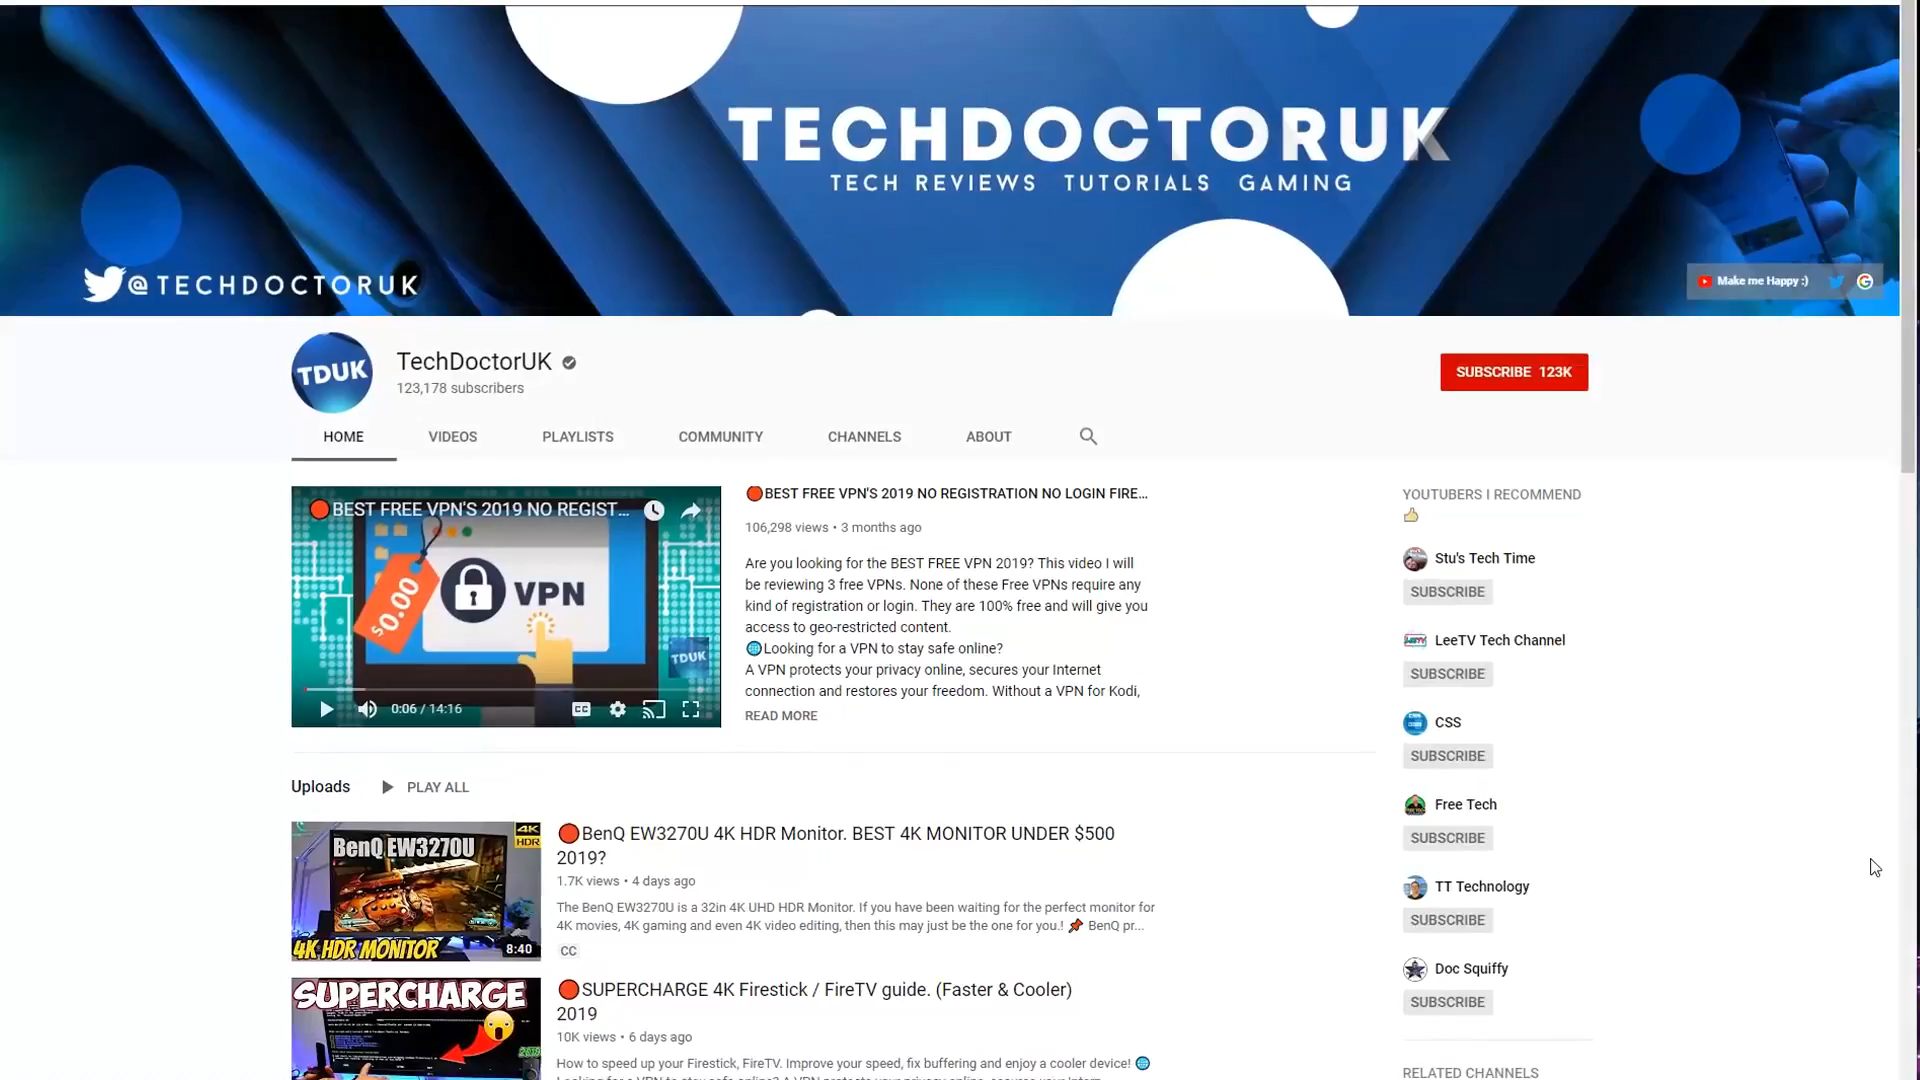 TECHDOCTORUK
TECH REVIEWS TUTORIALS GAMING
@TECHDOCTORUK
Make me Happy :)
TDUK
TechDoctorUK
123,178 subscribers
SUBSCRIBE 123K
HOME VIDEOS PLAYLISTS COMMUNITY CHANNELS ABOUT
BEST FREE VPN'S 2019 NO REGIST...
$0.00
VPN
TDUK
0:06 / 14:16
CC
BEST FREE VPN'S 2019 NO REGISTRATION NO LOGIN FIRE...
106,298 views • 3 months ago
Are you looking for the BEST FREE VPN 2019? This video I will
be reviewing 3 free VPNs. None of these Free VPNs require any
kind of registration or login. They are 100% free and will give you
access to geo-restricted content.
Looking for a VPN to stay safe online?
A VPN protects your privacy online, secures your Internet
connection and restores your freedom. Without a VPN for Kodi,
READ MORE
Uploads PLAY ALL
BenQ EW3270U
4K
HDR
4K HDR MONITOR
8:40
BenQ EW3270U 4K HDR Monitor. BEST 4K MONITOR UNDER $500
2019?
1.7K views • 4 days ago
The BenQ EW3270U is a 32in 4K UHD HDR Monitor. If you have been waiting for the perfect monitor for
4K movies, 4K gaming and even 4K video editing, then this may just be the one for you.! BenQ pr...
CC
SUPERCHARGE
SUPERCHARGE 4K Firestick / FireTV guide. (Faster & Cooler)
2019
10K views • 6 days ago
How to speed up your Firestick, FireTV. Improve your speed, fix buffering and enjoy a cooler device!
YOUTUBERS I RECOMMEND
Stu's Tech Time
SUBSCRIBE
LeeTV Tech Channel
SUBSCRIBE
CSS
SUBSCRIBE
Free Tech
SUBSCRIBE
TT Technology
SUBSCRIBE
Doc Squiffy
SUBSCRIBE
RELATED CHANNELS